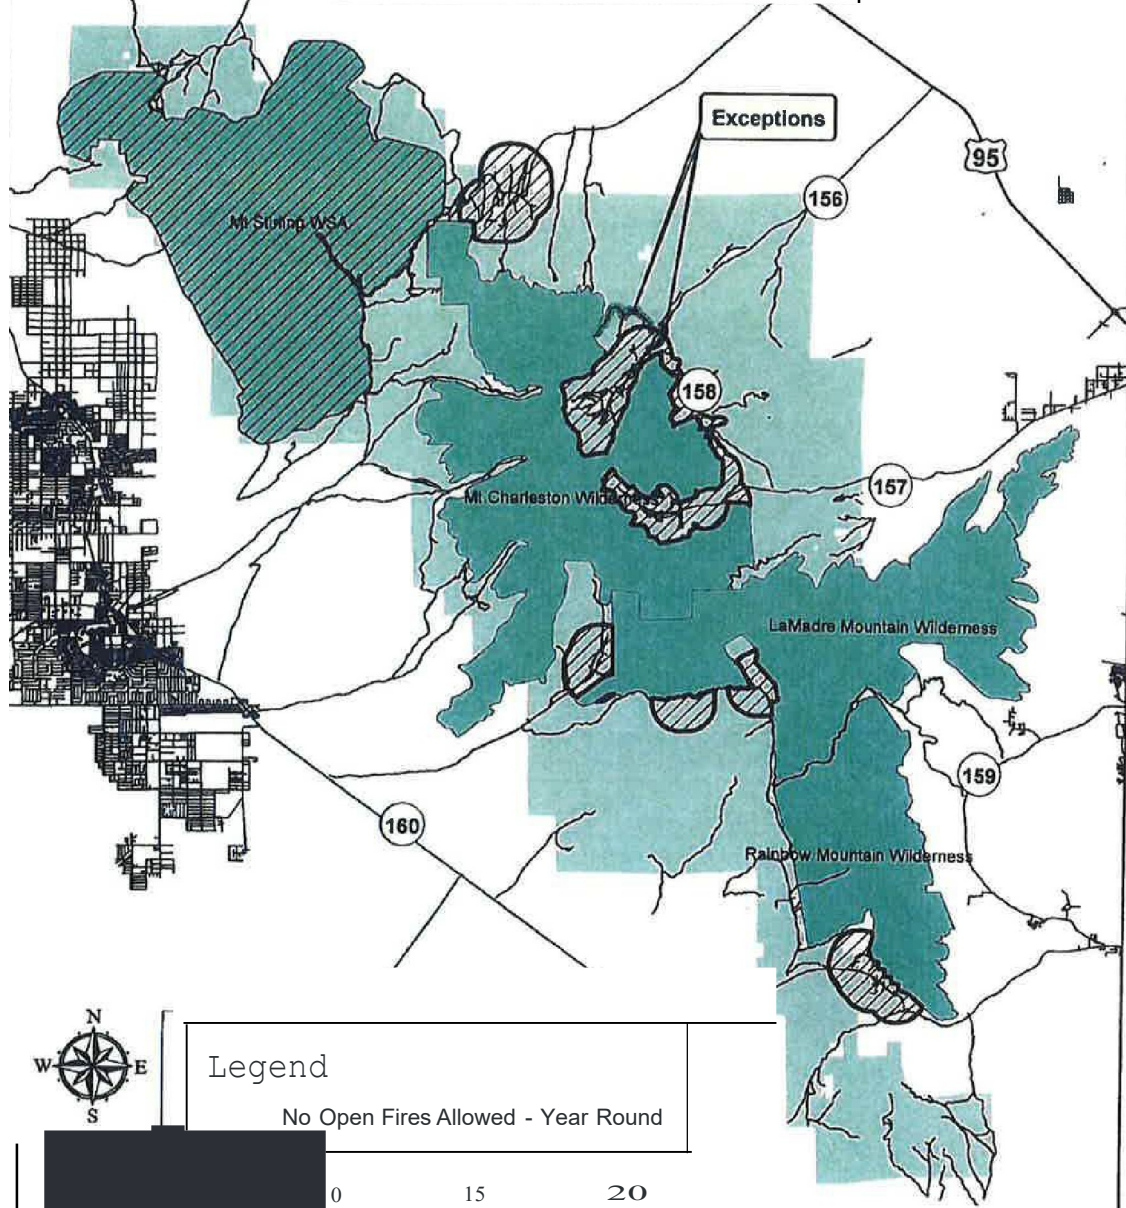 Exceptions
95
156
Mt Stirling WSA
158
157
Mt Charleston Wilderness
LaMadre Mountain Wilderness
159
160
Rainbow Mountain Wilderness
N
W E
S
Legend
No Open Fires Allowed - Year Round
0 15 20